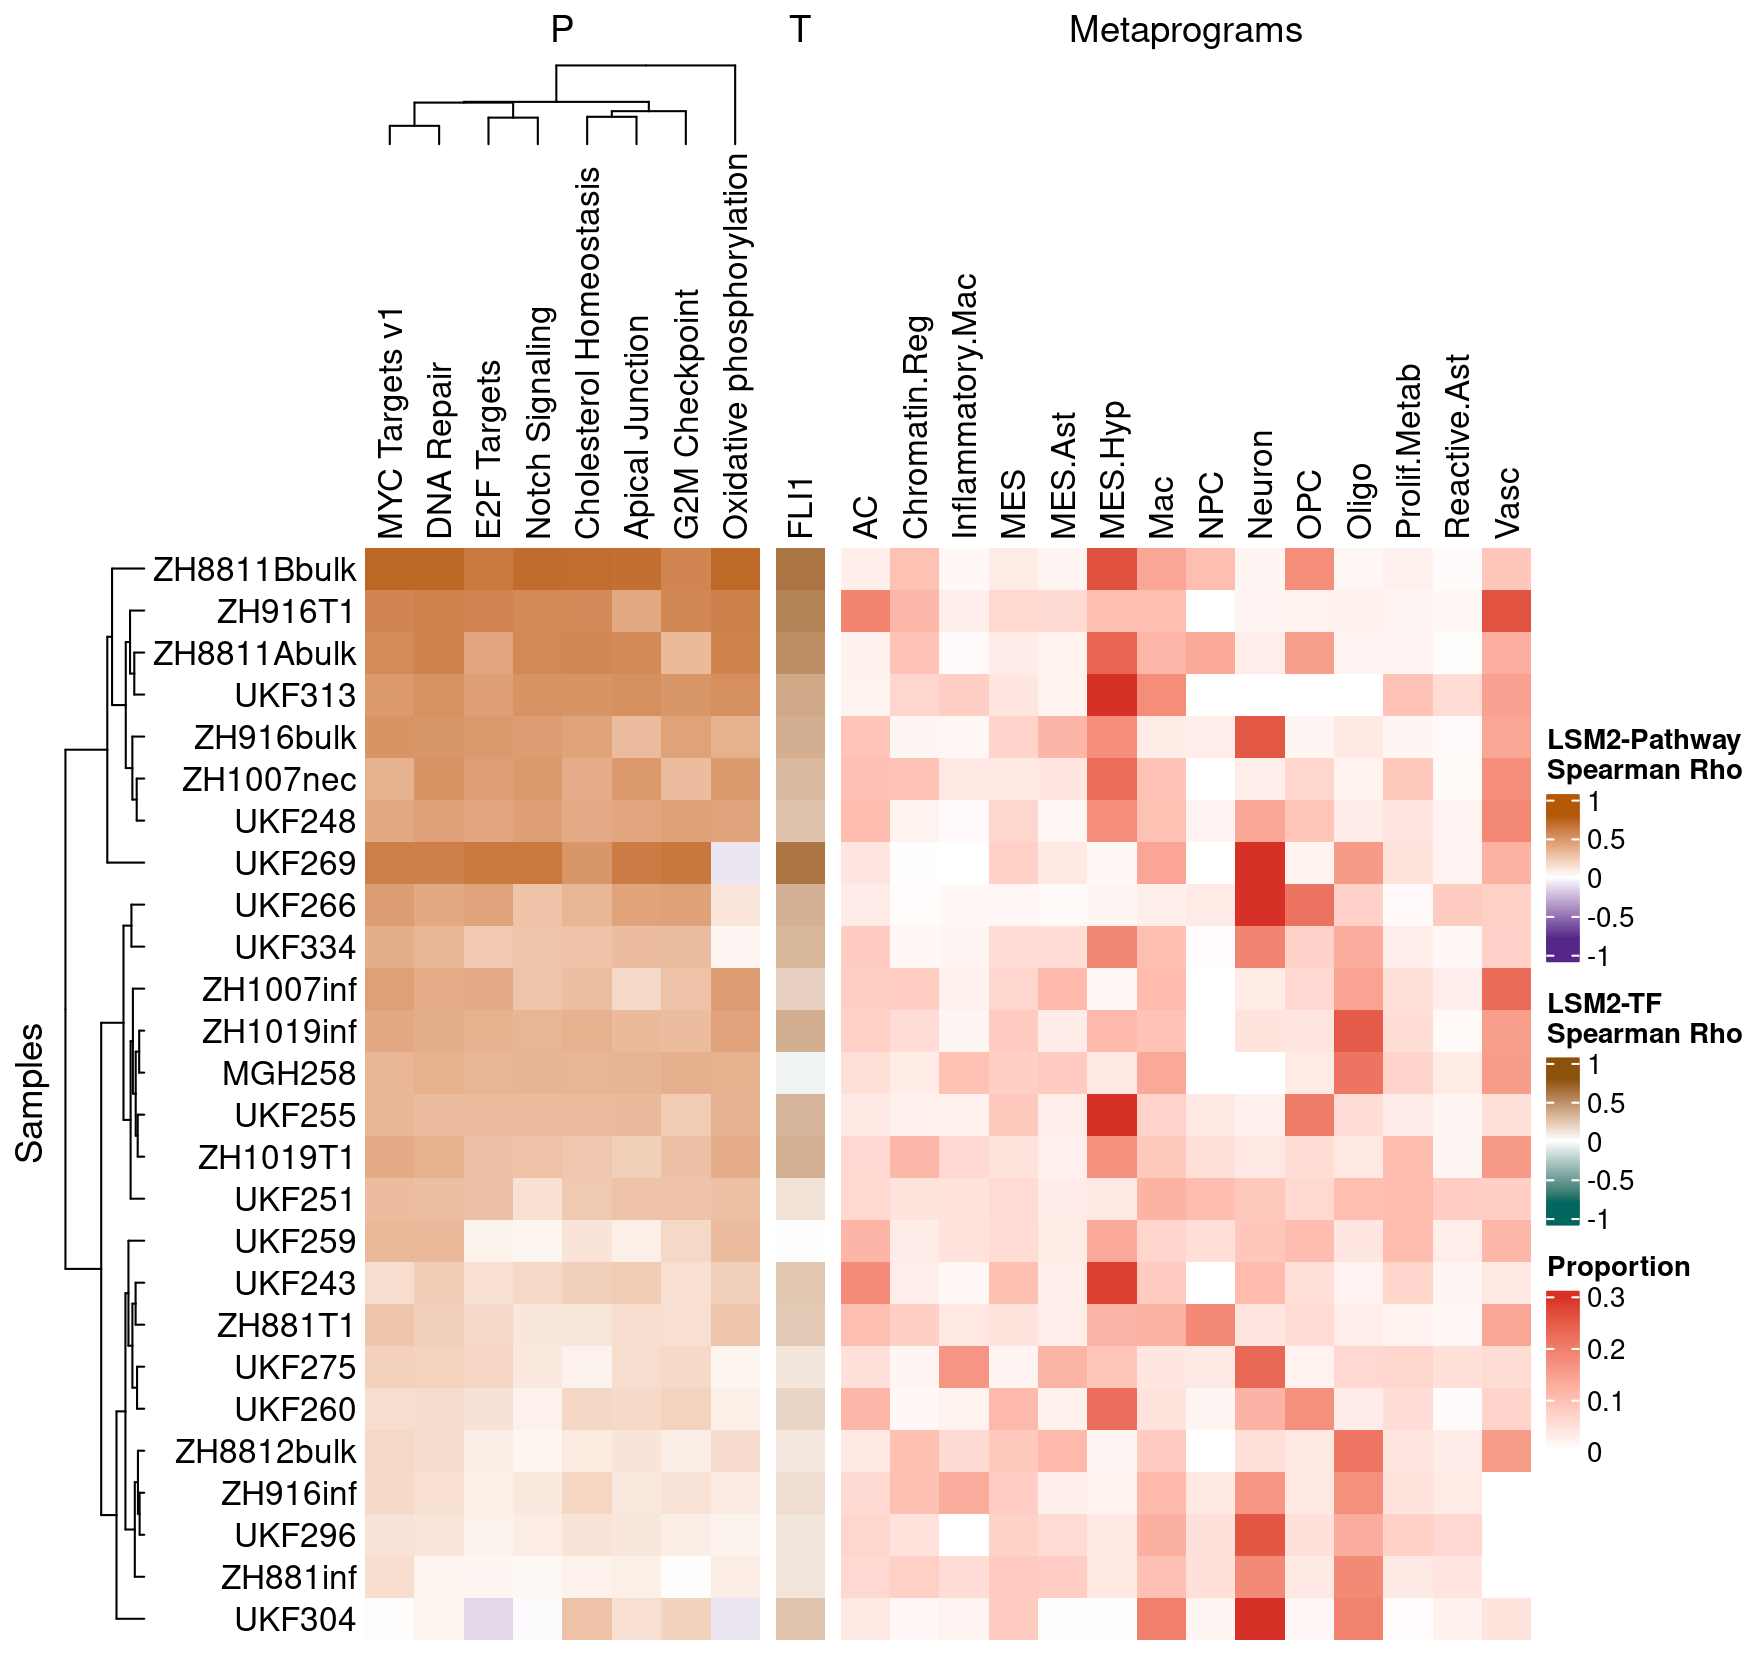 P
T
Metaprograms
MYC Targets v1
DNA Repair
E2F Targets
Notch Signaling
Cholesterol Homeostasis
Apical Junction
G2M Checkpoint
Oxidative phosphorylation
FLI1
AC
Chromatin.Reg
Inflammatory.Mac
MES
MES.Ast
MES.Hyp
Mac
NPC
Neuron
OPC
Oligo
Prolif.Metab
Reactive.Ast
Vasc
Samples
ZH8811Bbulk
ZH916T1
ZH8811Abulk
UKF313
ZH916bulk
ZH1007nec
UKF248
UKF269
UKF266
UKF334
ZH1007inf
ZH1019inf
MGH258
UKF255
ZH1019T1
UKF251
UKF259
UKF243
ZH881T1
UKF275
UKF260
ZH8812bulk
ZH916inf
UKF296
ZH881inf
UKF304
LSM2-Pathway
Spearman Rho
1
0.5
0
-0.5
-1
LSM2-TF
Spearman Rho
1
0.5
0
-0.5
-1
Proportion
0.3
0.2
0.1
0